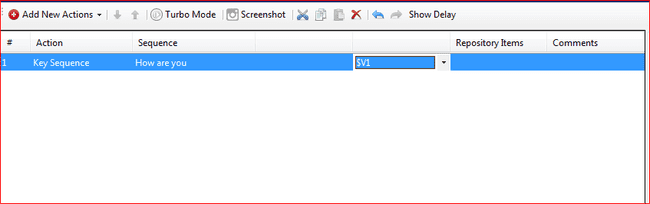 Add New Actions Turbo Mode Screenshot Show Delay
# Action Sequence Repository Items Comments
1 Key Sequence How are you $V1